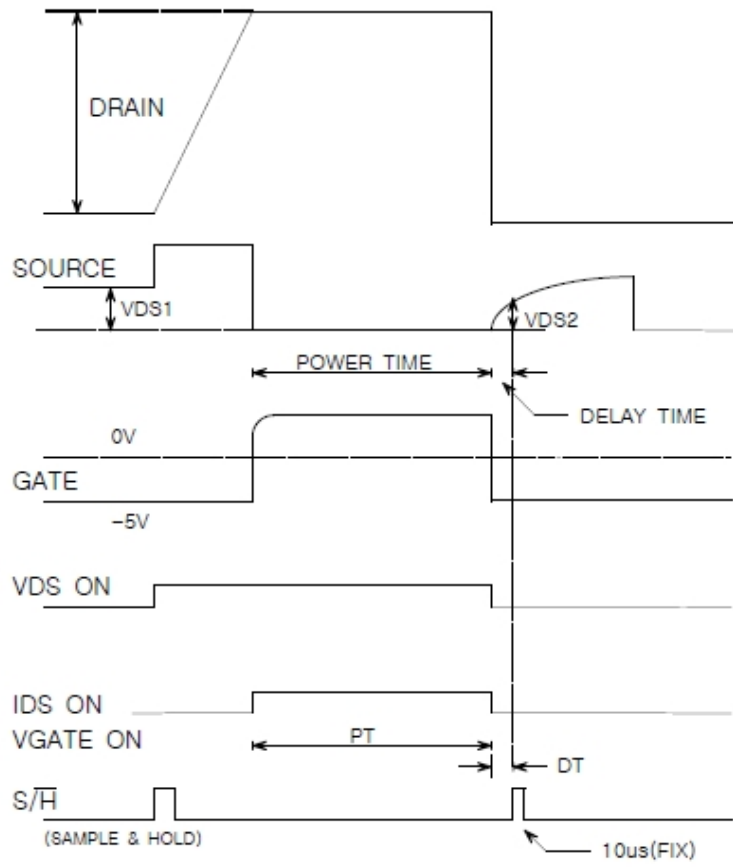 DRAIN
SOURCE
VDS1
VDS2
POWER TIME
DELAY TIME
0V
GATE
-5V
VDS ON
IDS ON
VGATE ON
PT
DT
S/H
(SAMPLE & HOLD)
10us(FIX)